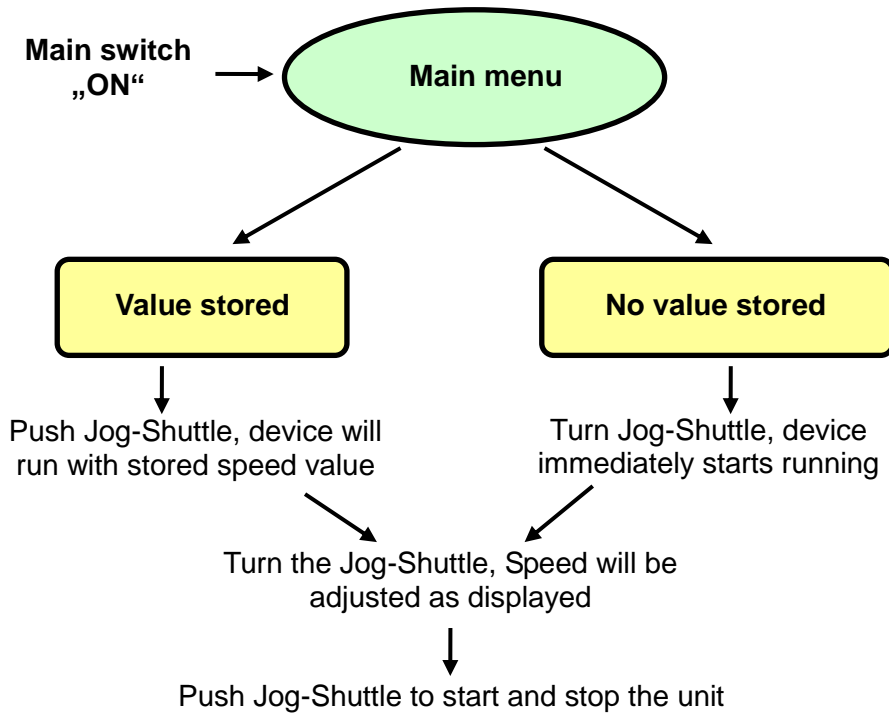 Main switch
„ON“
Main menu
Value stored
No value stored
Push Jog-Shuttle, device will
run with stored speed value
Turn Jog-Shuttle, device
immediately starts running
Turn the Jog-Shuttle, Speed will be
adjusted as displayed
Push Jog-Shuttle to start and stop the unit